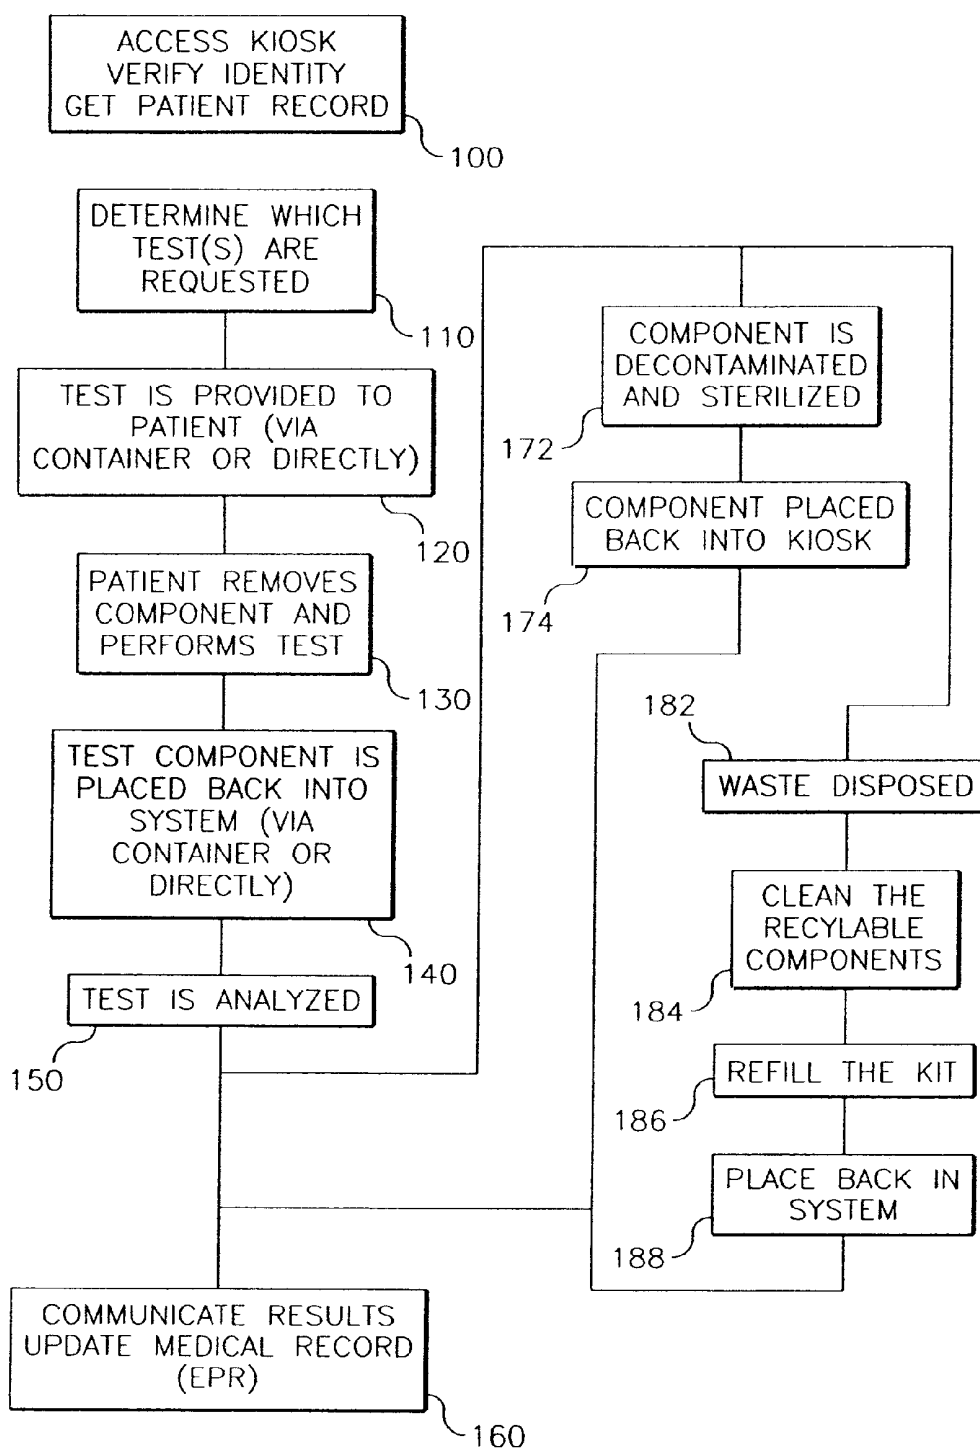 ACCESS KIOSK
VERIFY IDENTITY
GET PATIENT RECORD
100
DETERMINE WHICH
TEST(S) ARE
REQUESTED
110
TEST IS PROVIDED TO
PATIENT (VIA
CONTAINER OR DIRECTLY)
120
PATIENT REMOVES
COMPONENT AND
PERFORMS TEST
130
TEST COMPONENT IS
PLACED BACK INTO
SYSTEM (VIA
CONTAINER OR
DIRECTLY)
140
TEST IS ANALYZED
150
COMPONENT IS
DECONTAMINATED
AND STERILIZED
172
COMPONENT PLACED
BACK INTO KIOSK
174
182
WASTE DISPOSED
CLEAN THE
RECYLABLE
COMPONENTS
184
REFILL THE KIT
186
PLACE BACK IN
SYSTEM
188
COMMUNICATE RESULTS
UPDATE MEDICAL RECORD
(EPR)
160